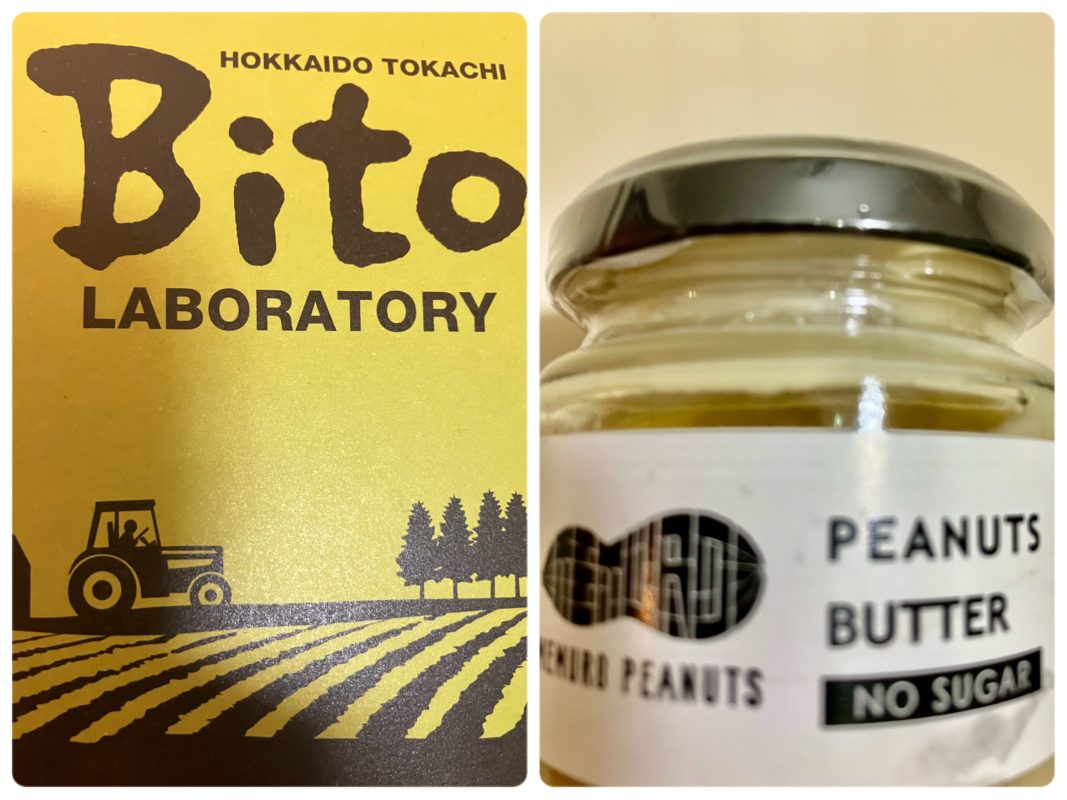 HOKKAIDO TOKACHI
Bito
LABORATORY
PEANUTS
BUTTER
NO SUGAR
PEANUTS